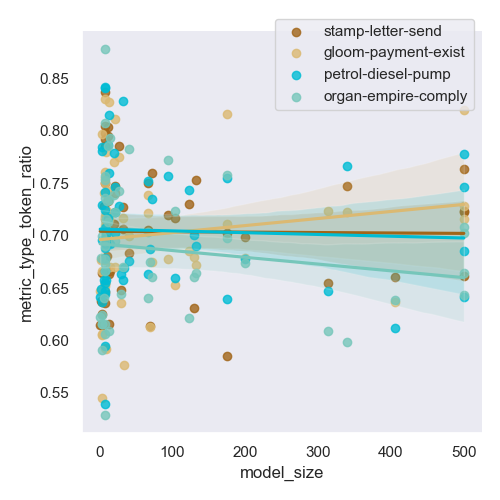 stamp-letter-send
gloom-payment-exist
petrol-diesel-pump
organ-empire-comply
metric_type_token_ratio
0.85
0.80
0.75
0.70
0.65
0.60
0.55
0
100
200
300
400
500
model_size